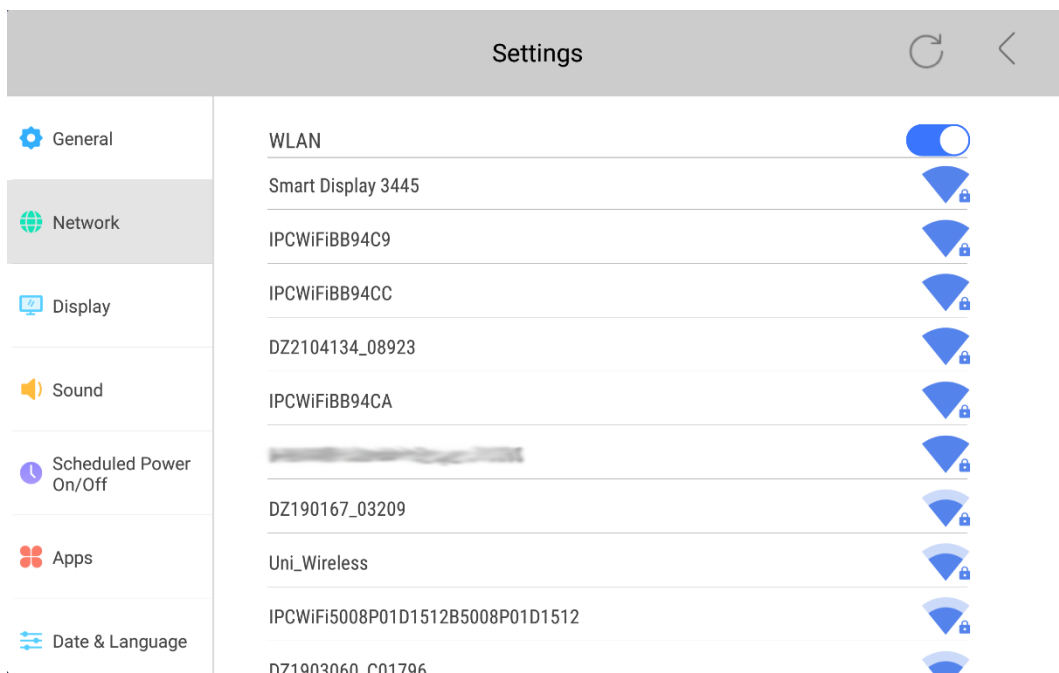 Settings
General
Network
Display
Sound
Scheduled Power
On/Off
Apps
Date & Language
WLAN
Smart Display 3445
IPCWiFiBB94C9
IPCWiFiBB94CC
DZ2104134_08923
IPCWiFiBB94CA
DZ190167_03209
Uni_Wireless
IPCWiFi5008P01D1512B5008P01D1512
DZ1903060_C01796